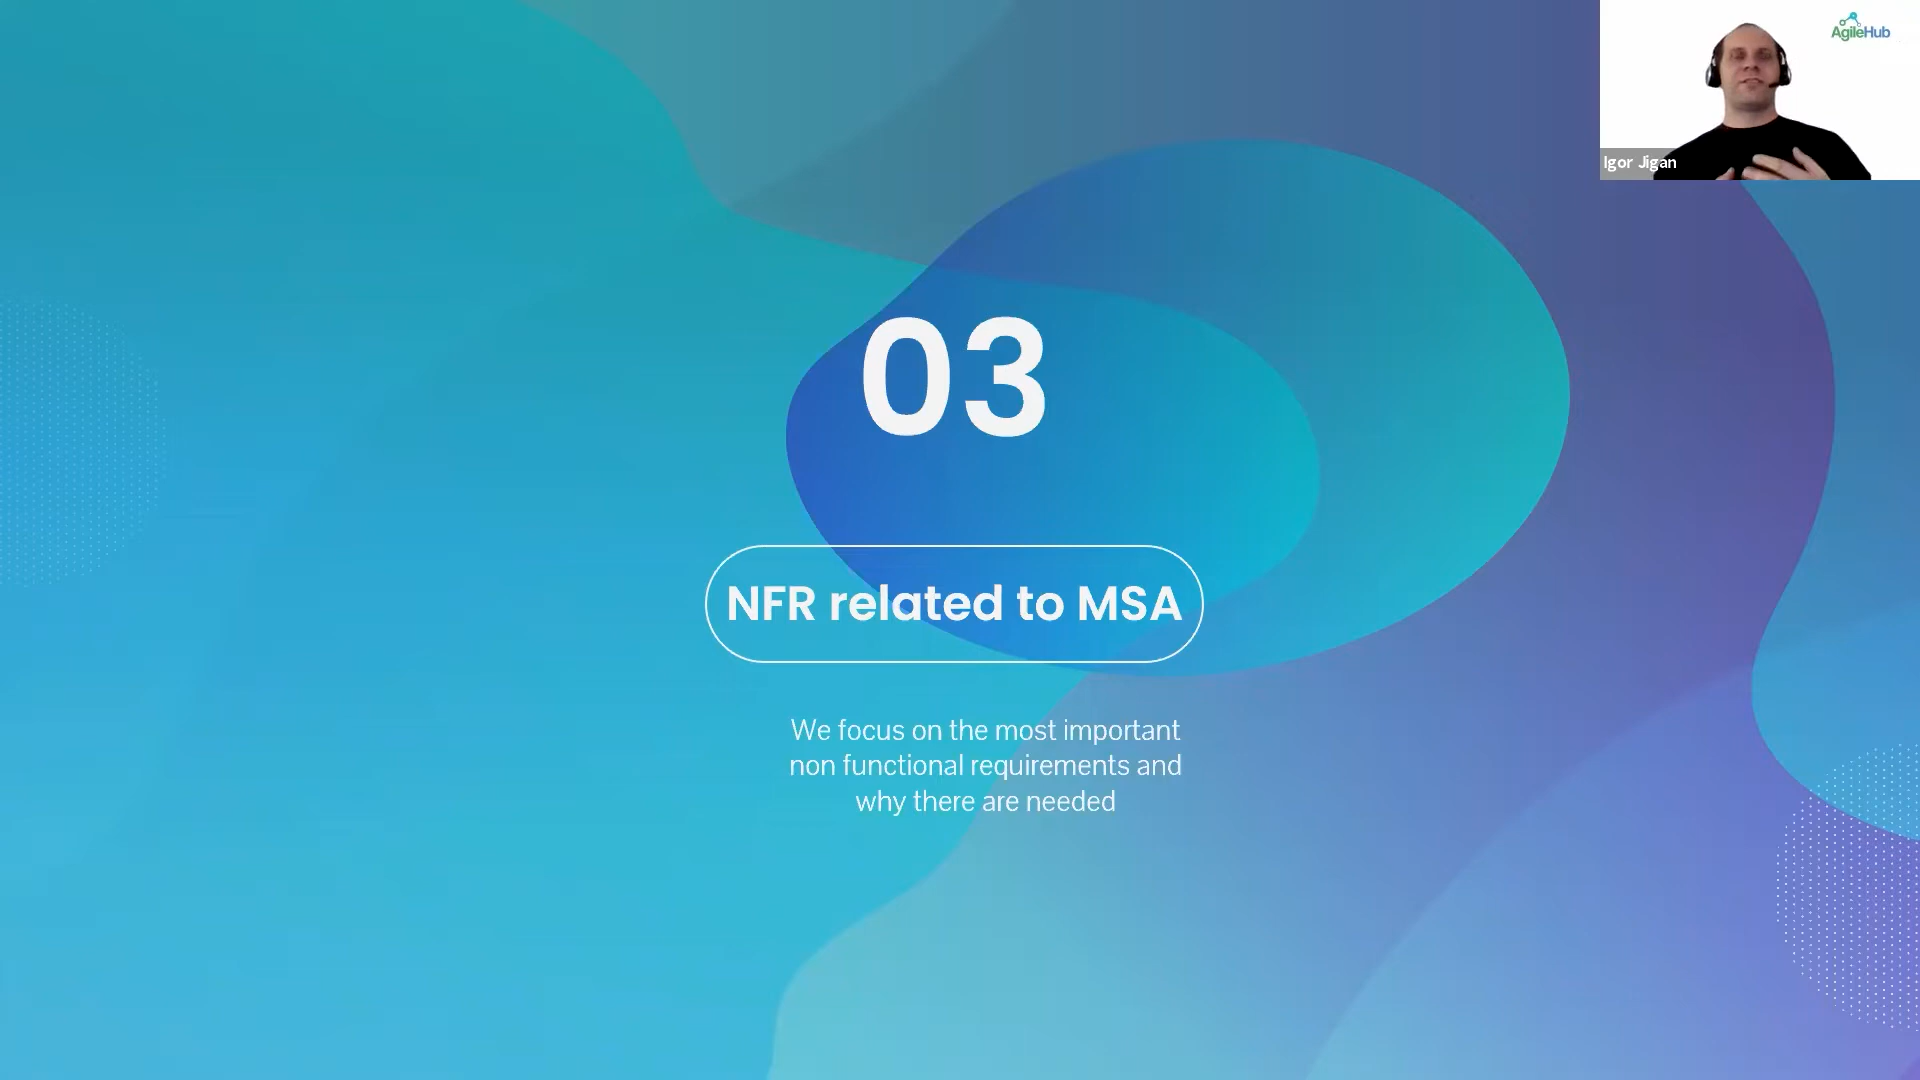 AgileHub
Igor Jigan
03
NFR related to MSA
We focus on the most important
non functional requirements and
why there are needed